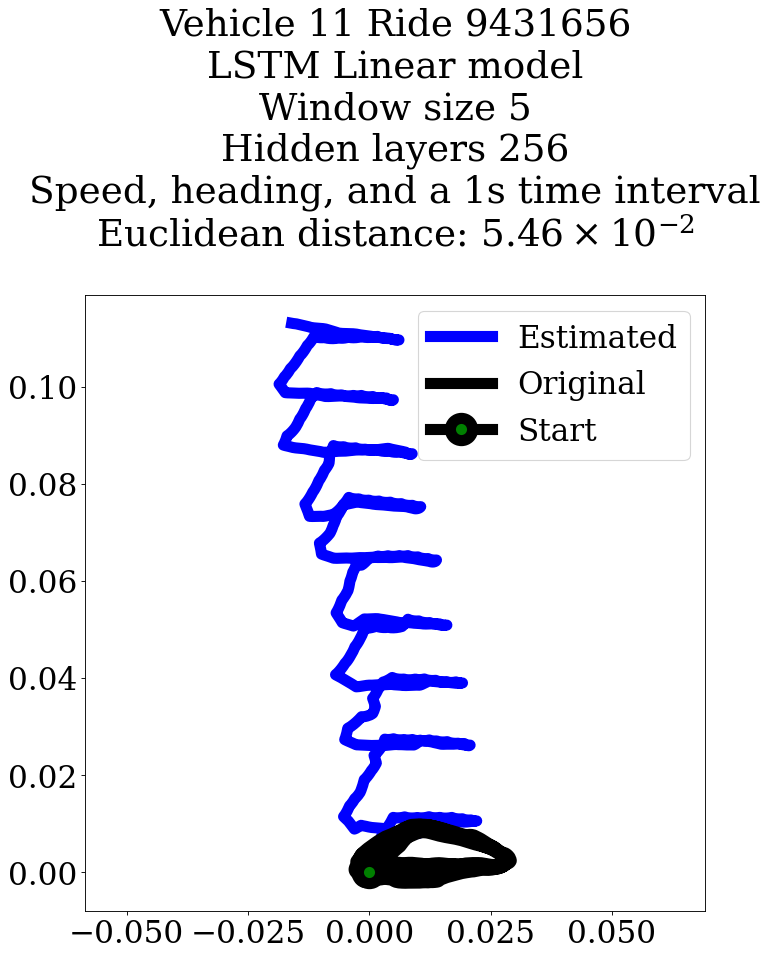 Vehicle 11 Ride 9431656
LSTM Linear model
Window size 5
Hidden layers 256
Speed, heading, and a 1s time interval
Euclidean distance: 5.46 × 10⁻²
Estimated
Original
Start
0.10
0.08
0.06
0.04
0.02
0.00
−0.050 −0.025 0.000 0.025 0.050